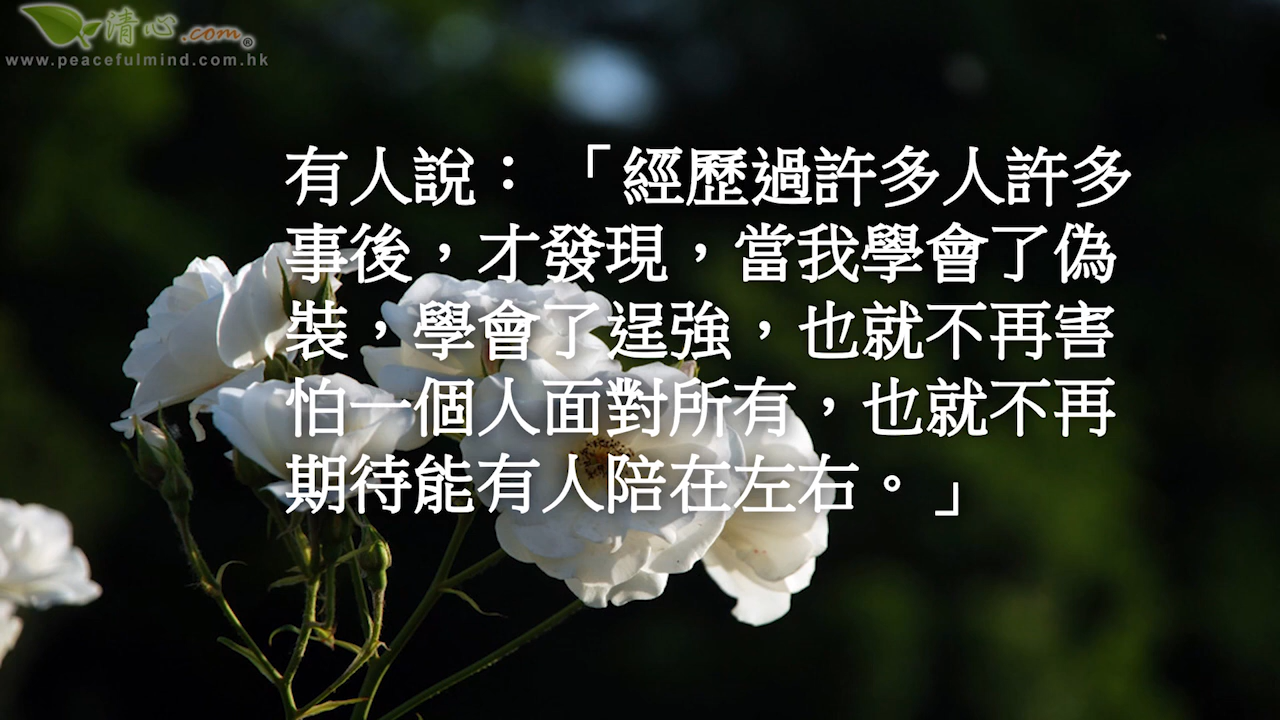 清心.com®
www.peacefulmind.com.hk
有人說：「經歷過許多人許多
事後，才發現，當我學會了偽
裝，學會了逞強，也就不再害
怕一個人面對所有，也就不再
期待能有人陪在左右。」